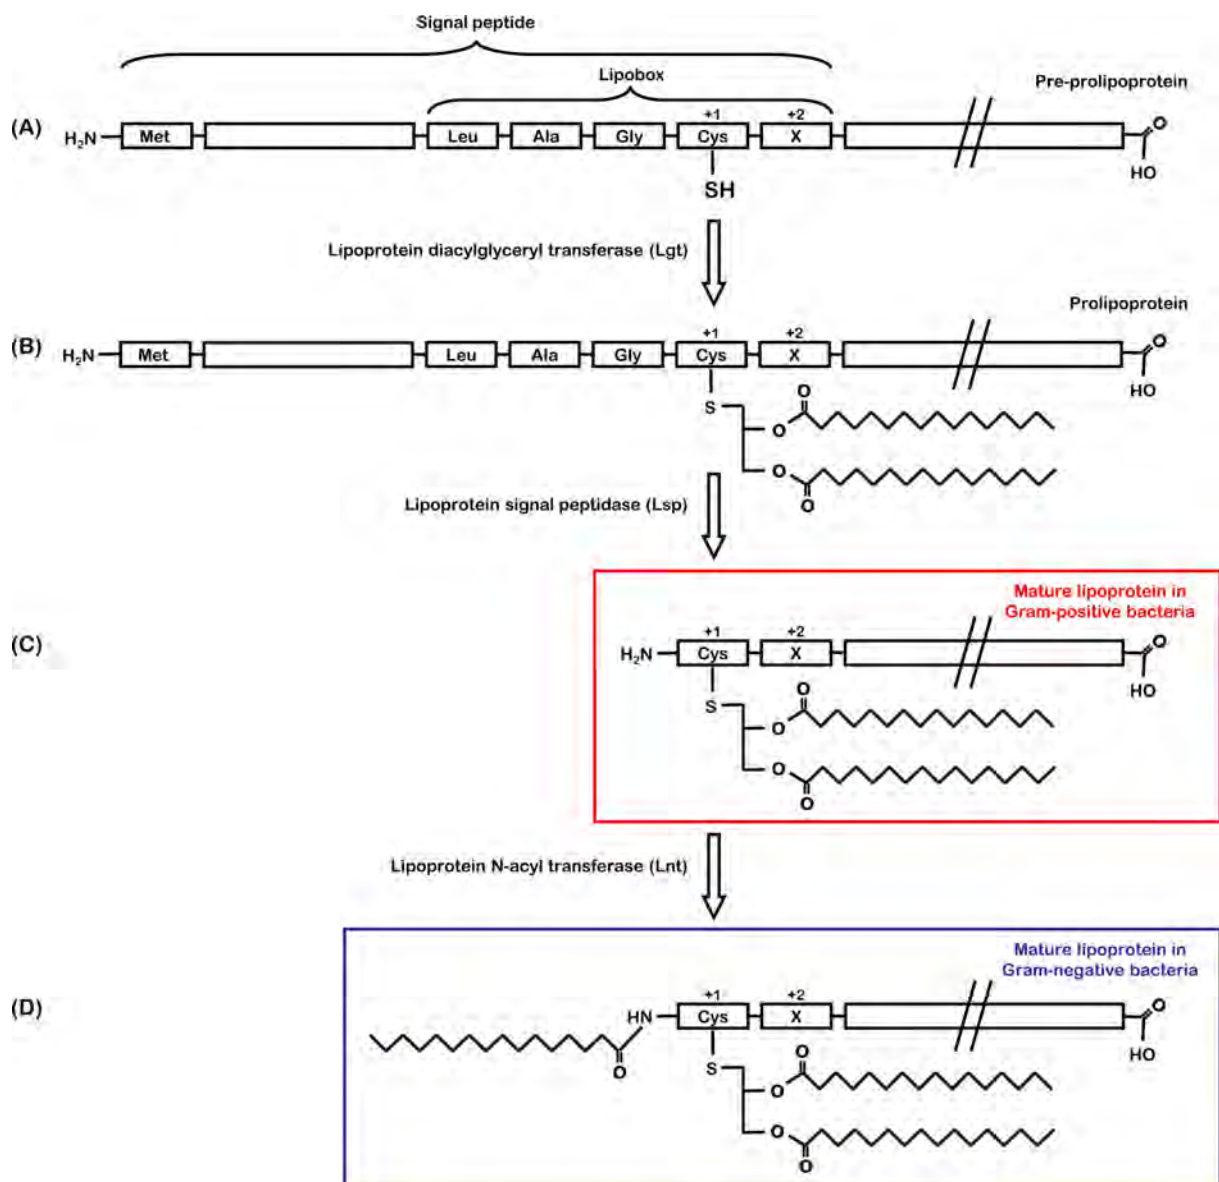 Signal peptide
Lipobox
Pre-prolipoprotein
+1 +2
(A) H₂N Met Leu Ala Gly Cys X O
HO
SH
Lipoprotein diacylglyceryl transferase (Lgt)
Prolipoprotein
+1 +2
(B) H₂N Met Leu Ala Gly Cys X O
HO
O
S
O
O
O
Lipoprotein signal peptidase (Lsp)
Mature lipoprotein in
Gram-positive bacteria
+1 +2
(C) H₂N Cys X O
HO
O
S
O
O
O
Lipoprotein N-acyl transferase (Lnt)
Mature lipoprotein in
Gram-negative bacteria
+1 +2
(D) HN Cys X O
HO
O
O S
O
O
O